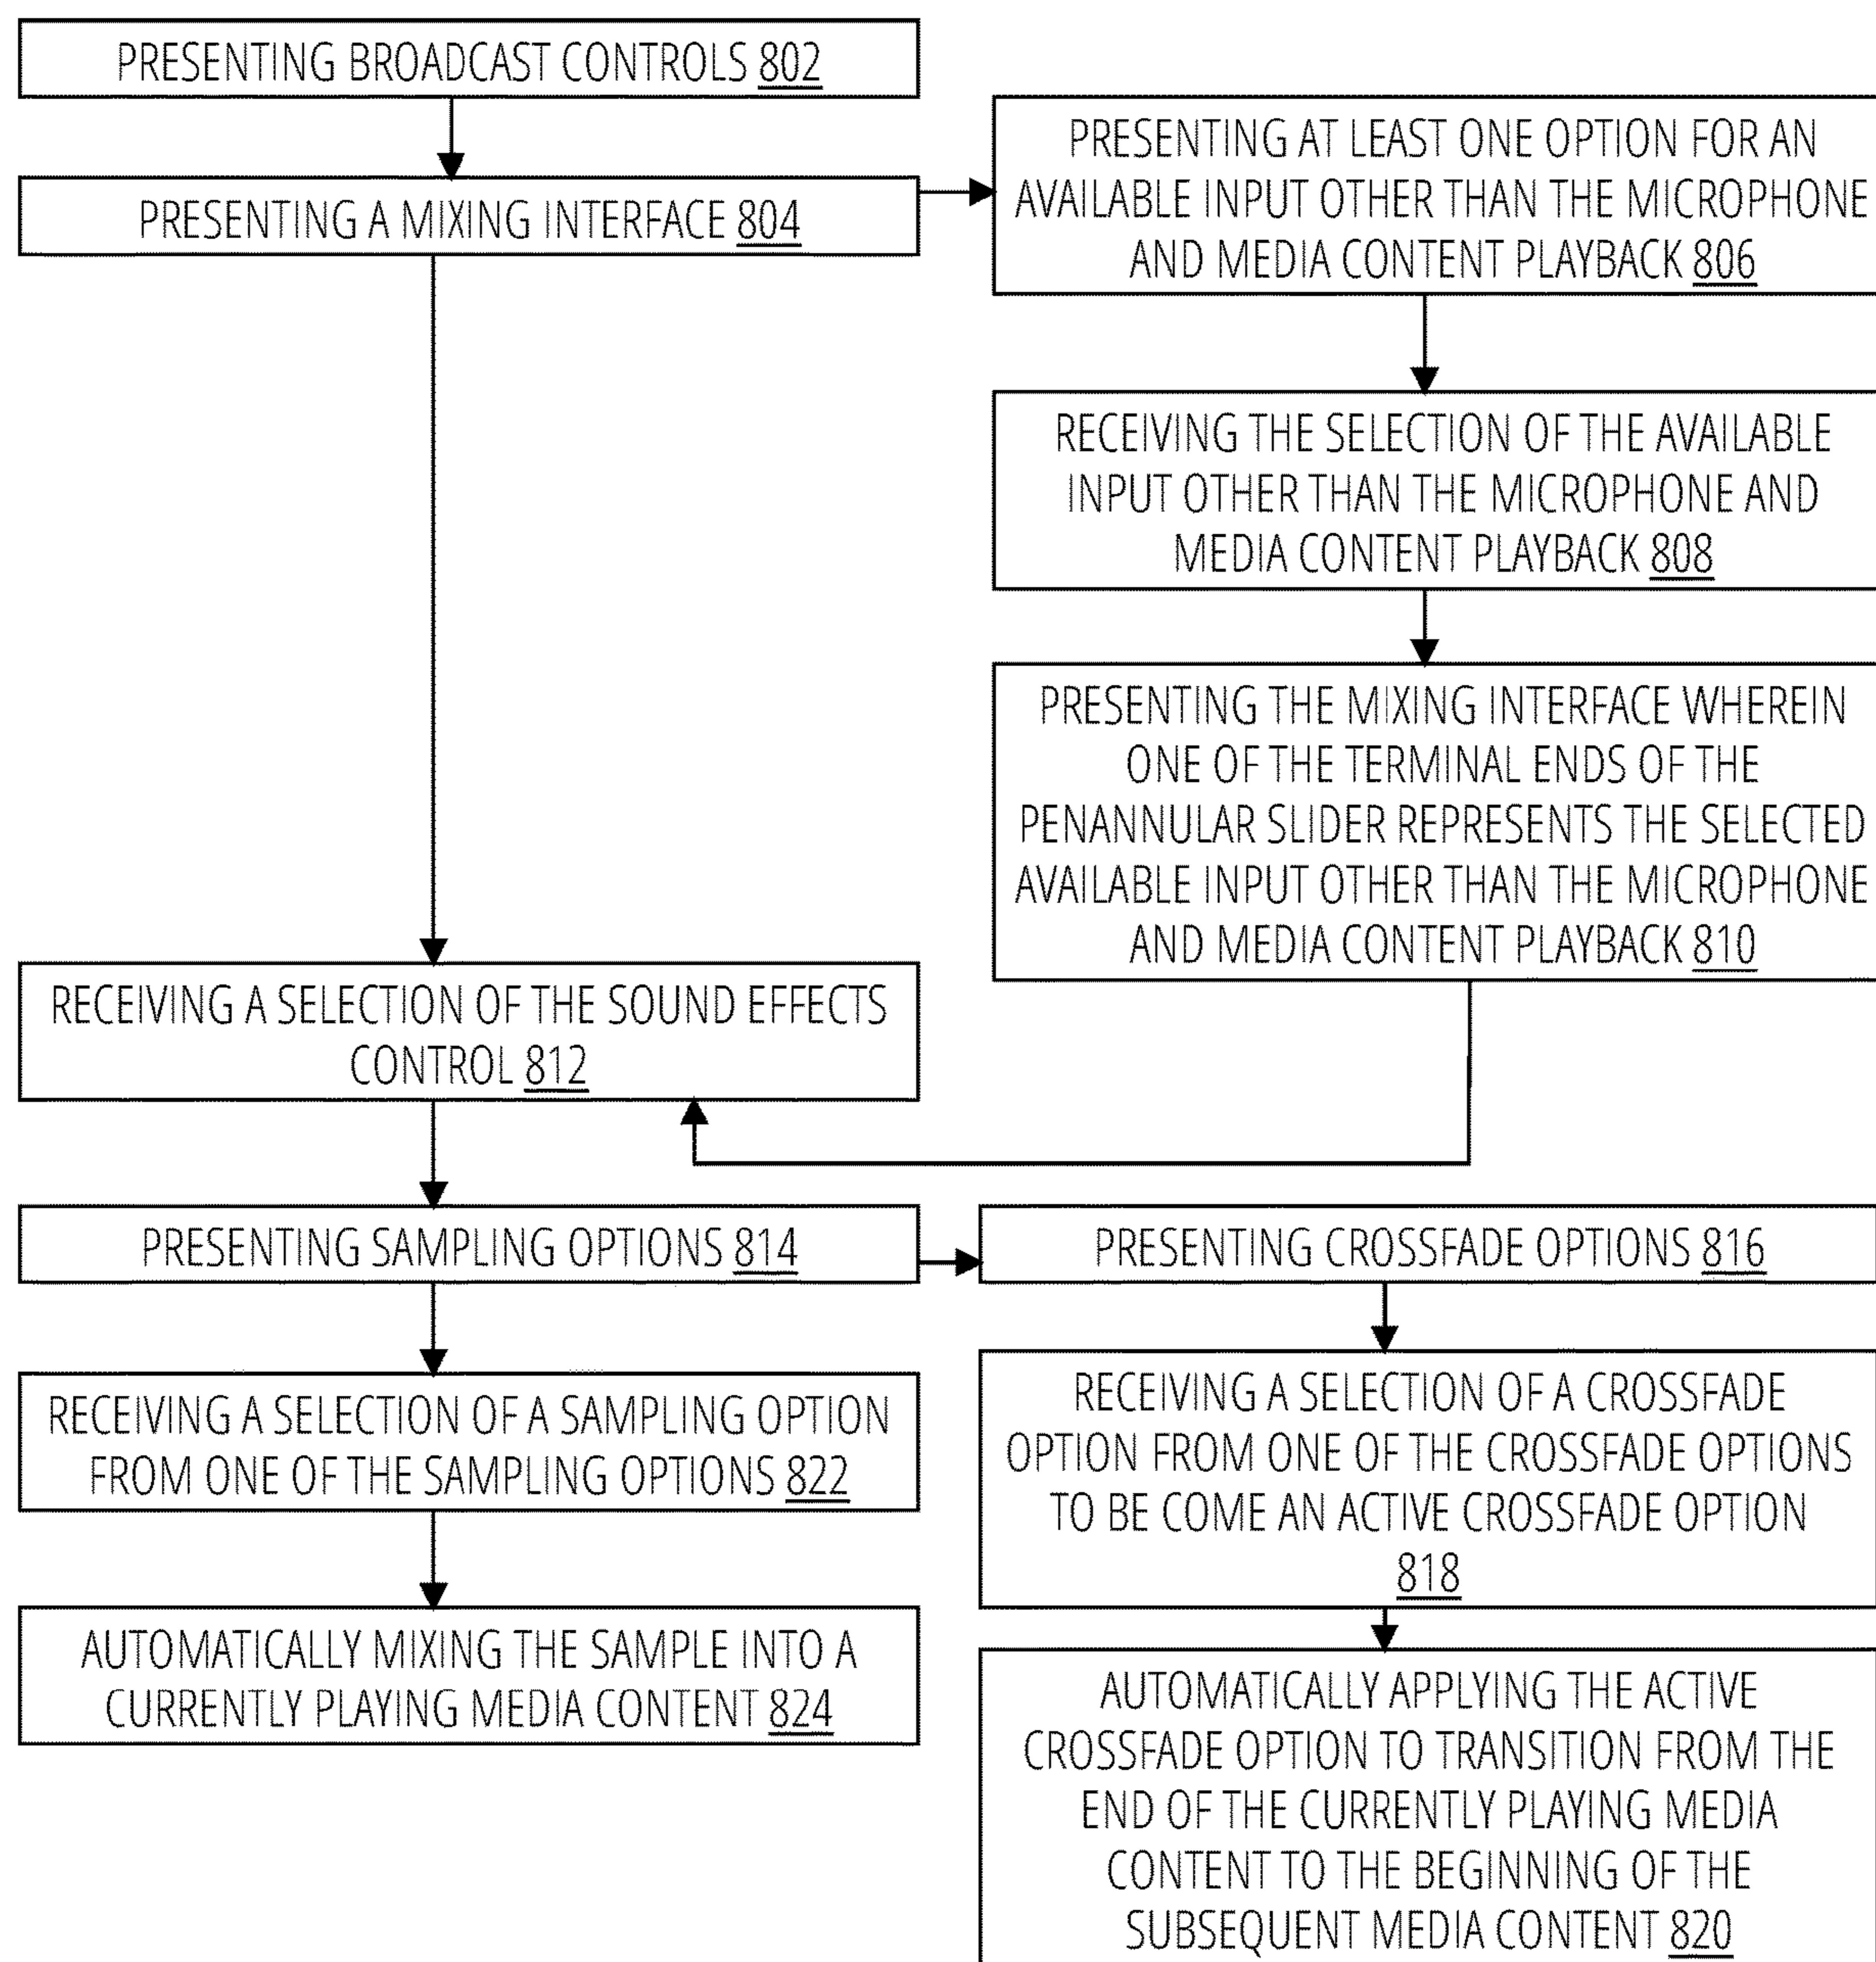 PRESENTING BROADCAST CONTROLS 802
PRESENTING A MIXING INTERFACE 804
PRESENTING AT LEAST ONE OPTION FOR AN
AVAILABLE INPUT OTHER THAN THE MICROPHONE
AND MEDIA CONTENT PLAYBACK 806
RECEIVING THE SELECTION OF THE AVAILABLE
INPUT OTHER THAN THE MICROPHONE AND
MEDIA CONTENT PLAYBACK 808
PRESENTING THE MIXING INTERFACE WHEREIN
ONE OF THE TERMINAL ENDS OF THE
PENANNULAR SLIDER REPRESENTS THE SELECTED
AVAILABLE INPUT OTHER THAN THE MICROPHONE
AND MEDIA CONTENT PLAYBACK 810
RECEIVING A SELECTION OF THE SOUND EFFECTS
CONTROL 812
PRESENTING SAMPLING OPTIONS 814
PRESENTING CROSSFADE OPTIONS 816
RECEIVING A SELECTION OF A CROSSFADE
OPTION FROM ONE OF THE CROSSFADE OPTIONS
TO BE COME AN ACTIVE CROSSFADE OPTION
818
AUTOMATICALLY APPLYING THE ACTIVE
CROSSFADE OPTION TO TRANSITION FROM THE
END OF THE CURRENTLY PLAYING MEDIA
CONTENT TO THE BEGINNING OF THE
SUBSEQUENT MEDIA CONTENT 820
RECEIVING A SELECTION OF A SAMPLING OPTION
FROM ONE OF THE SAMPLING OPTIONS 822
AUTOMATICALLY MIXING THE SAMPLE INTO A
CURRENTLY PLAYING MEDIA CONTENT 824